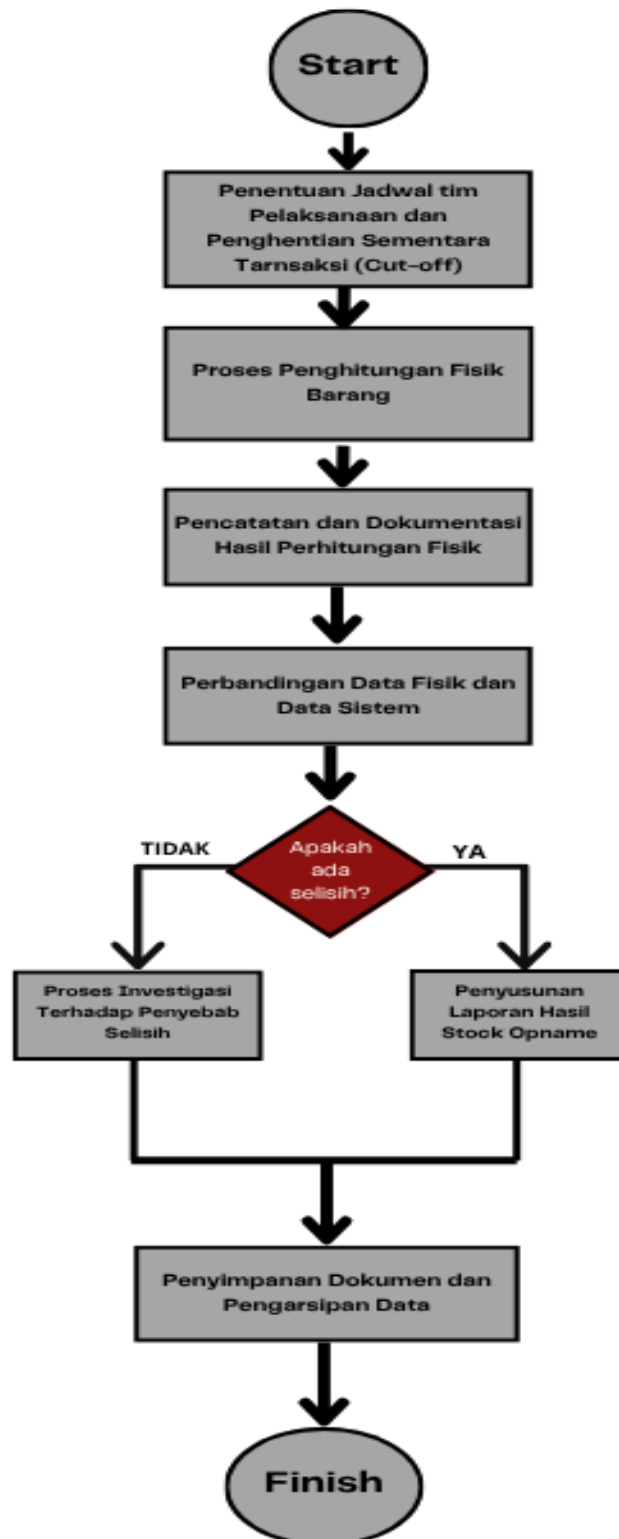 Start
Penentuan Jadwal tim
Pelaksanaan dan
Penghentian Sementara
Tarnsaksi (Cut-off)
Proses Penghitungan Fisik
Barang
Pencatatan dan Dokumentasi
Hasil Perhitungan Fisik
Perbandingan Data Fisik dan
Data Sistem
Apakah
ada
selisih?
TIDAK
YA
Proses Investigasi
Terhadap Penyebab
Selisih
Penyusunan
Laporan Hasil
Stock Opname
Penyimpanan Dokumen dan
Pengarsipan Data
Finish